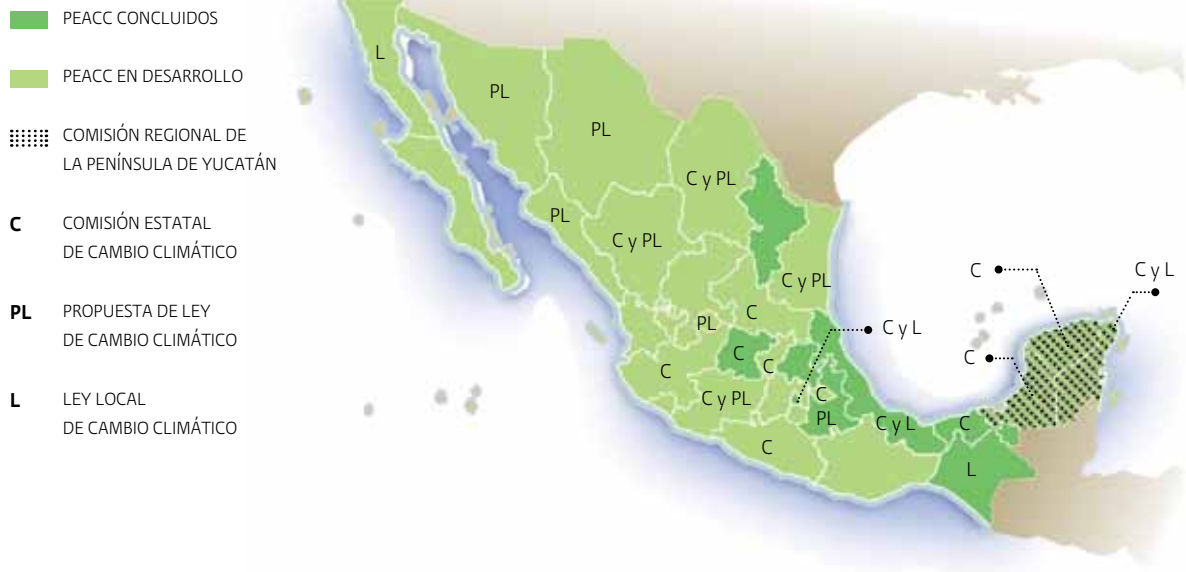 PEACC CONCLUIDOS
PEACC EN DESARROLLO
COMISIÓN REGIONAL DE
LA PENÍNSULA DE YUCATÁN
C COMISIÓN ESTATAL
DE CAMBIO CLIMÁTICO
PL PROPUESTA DE LEY
DE CAMBIO CLIMÁTICO
L LEY LOCAL
DE CAMBIO CLIMÁTICO
L
PL
PL
C y PL
PL
C y PL
C y PL
C
PL
C y L
C
C
C
C y PL
C
PL
C y L
C
C
L
C
C y L
C